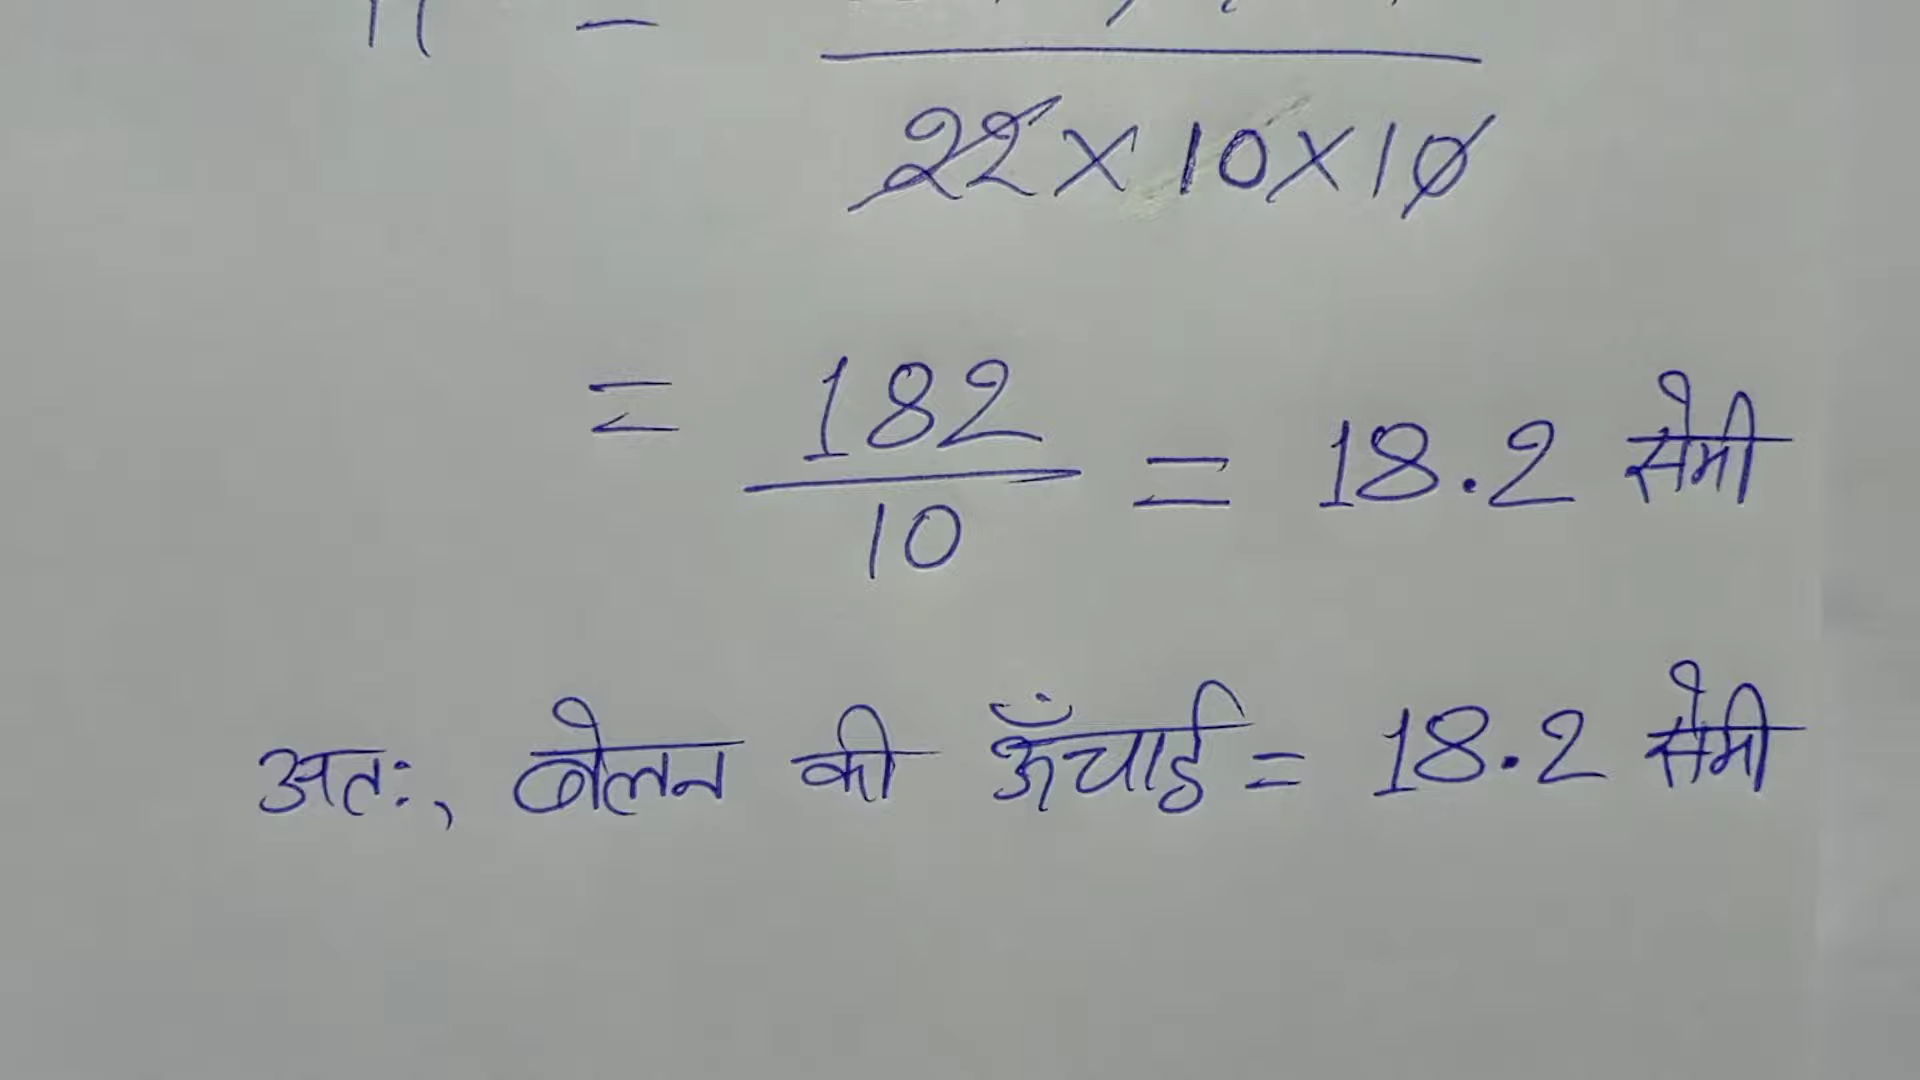 22 × 10 × 10
= 182/10 = 18.2 सेमी
अतः, बेलन की ऊँचाई = 18.2 सेमी